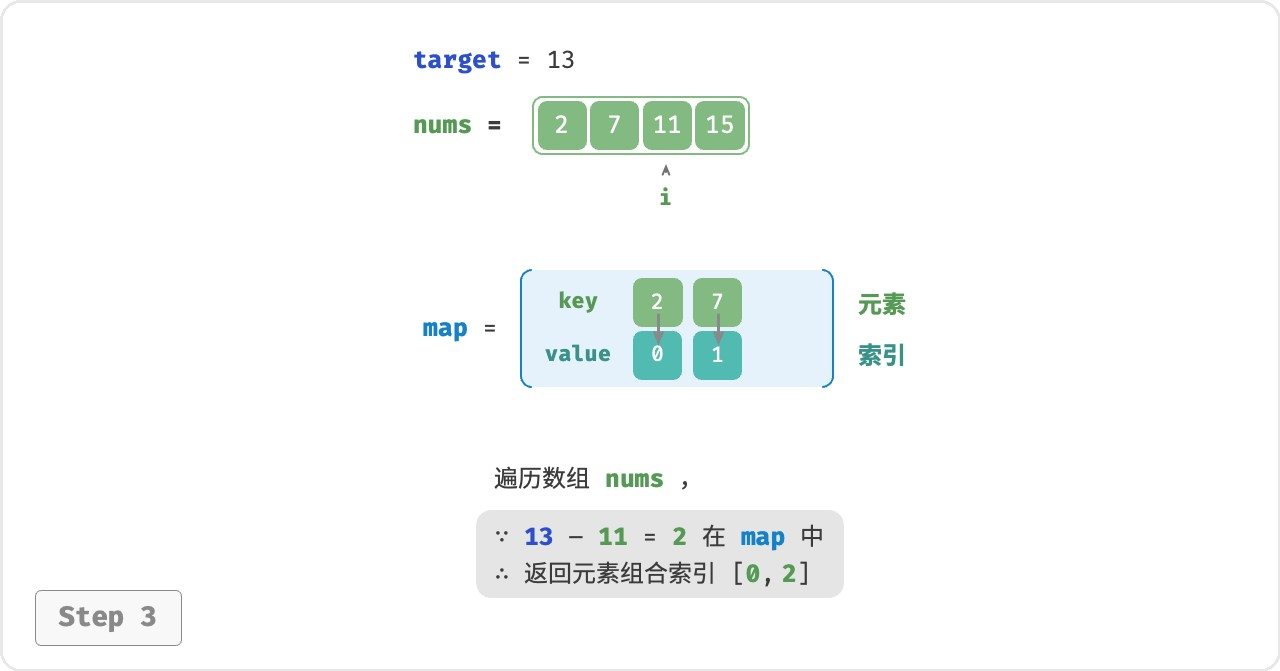 target = 13
nums = 2 7 11 15
i
key 2 7 元素
map =
value 0 1 索引
遍历数组 nums ，
∵ 13 − 11 = 2 在 map 中
∴ 返回元素组合索引 [0, 2]
Step 3